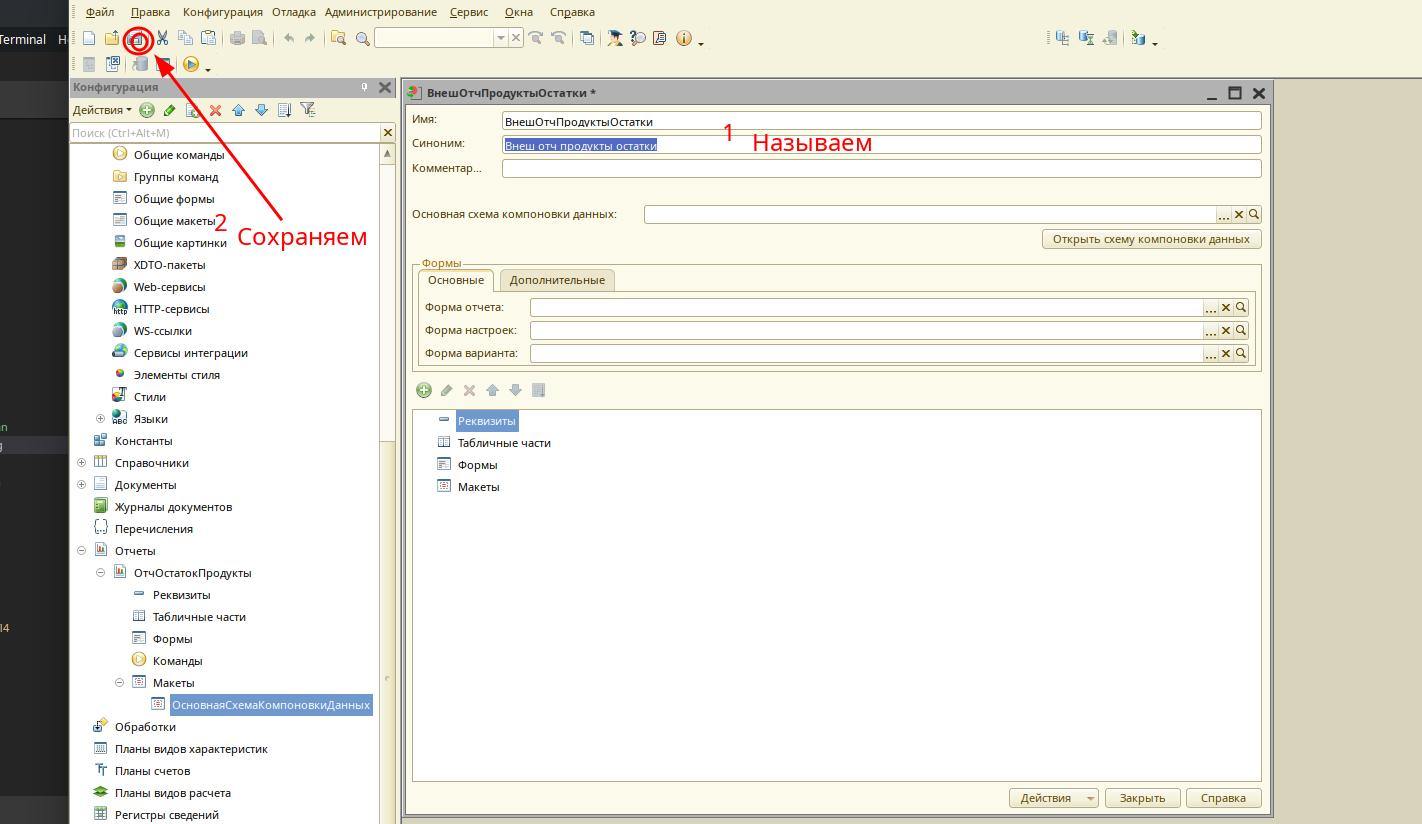 Файл Правка Конфигурация Отладка Администрирование Сервис Окна Справка
Terminal
Конфигурация
Действия
Поиск (Ctrl+Alt+M)
Общие команды
Группы команд
Общие формы
Общие макеты
Общие картинки
XDTO-пакеты
Web-сервисы
HTTP-сервисы
WS-ссылки
Сервисы интеграции
Элементы стиля
Стили
Языки
Константы
Справочники
Документы
Журналы документов
Перечисления
Отчеты
ОтчОстатокПродукты
Реквизиты
Табличные части
Формы
Команды
Макеты
ОсновнаяСхемаКомпоновкиДанных
Обработки
Планы видов характеристик
Планы счетов
Планы видов расчета
Регистры сведений
2 Сохраняем
ВнешОтчПродуктыОстатки *
Имя: ВнешОтчПродуктыОстатки
Синоним: Внеш отч продукты остатки
1 Называем
Комментар...
Основная схема компоновки данных:
Открыть схему компоновки данных
Формы
Основные Дополнительные
Форма отчета:
Форма настроек:
Форма варианта:
Реквизиты
Табличные части
Формы
Макеты
Действия Закрыть Справка